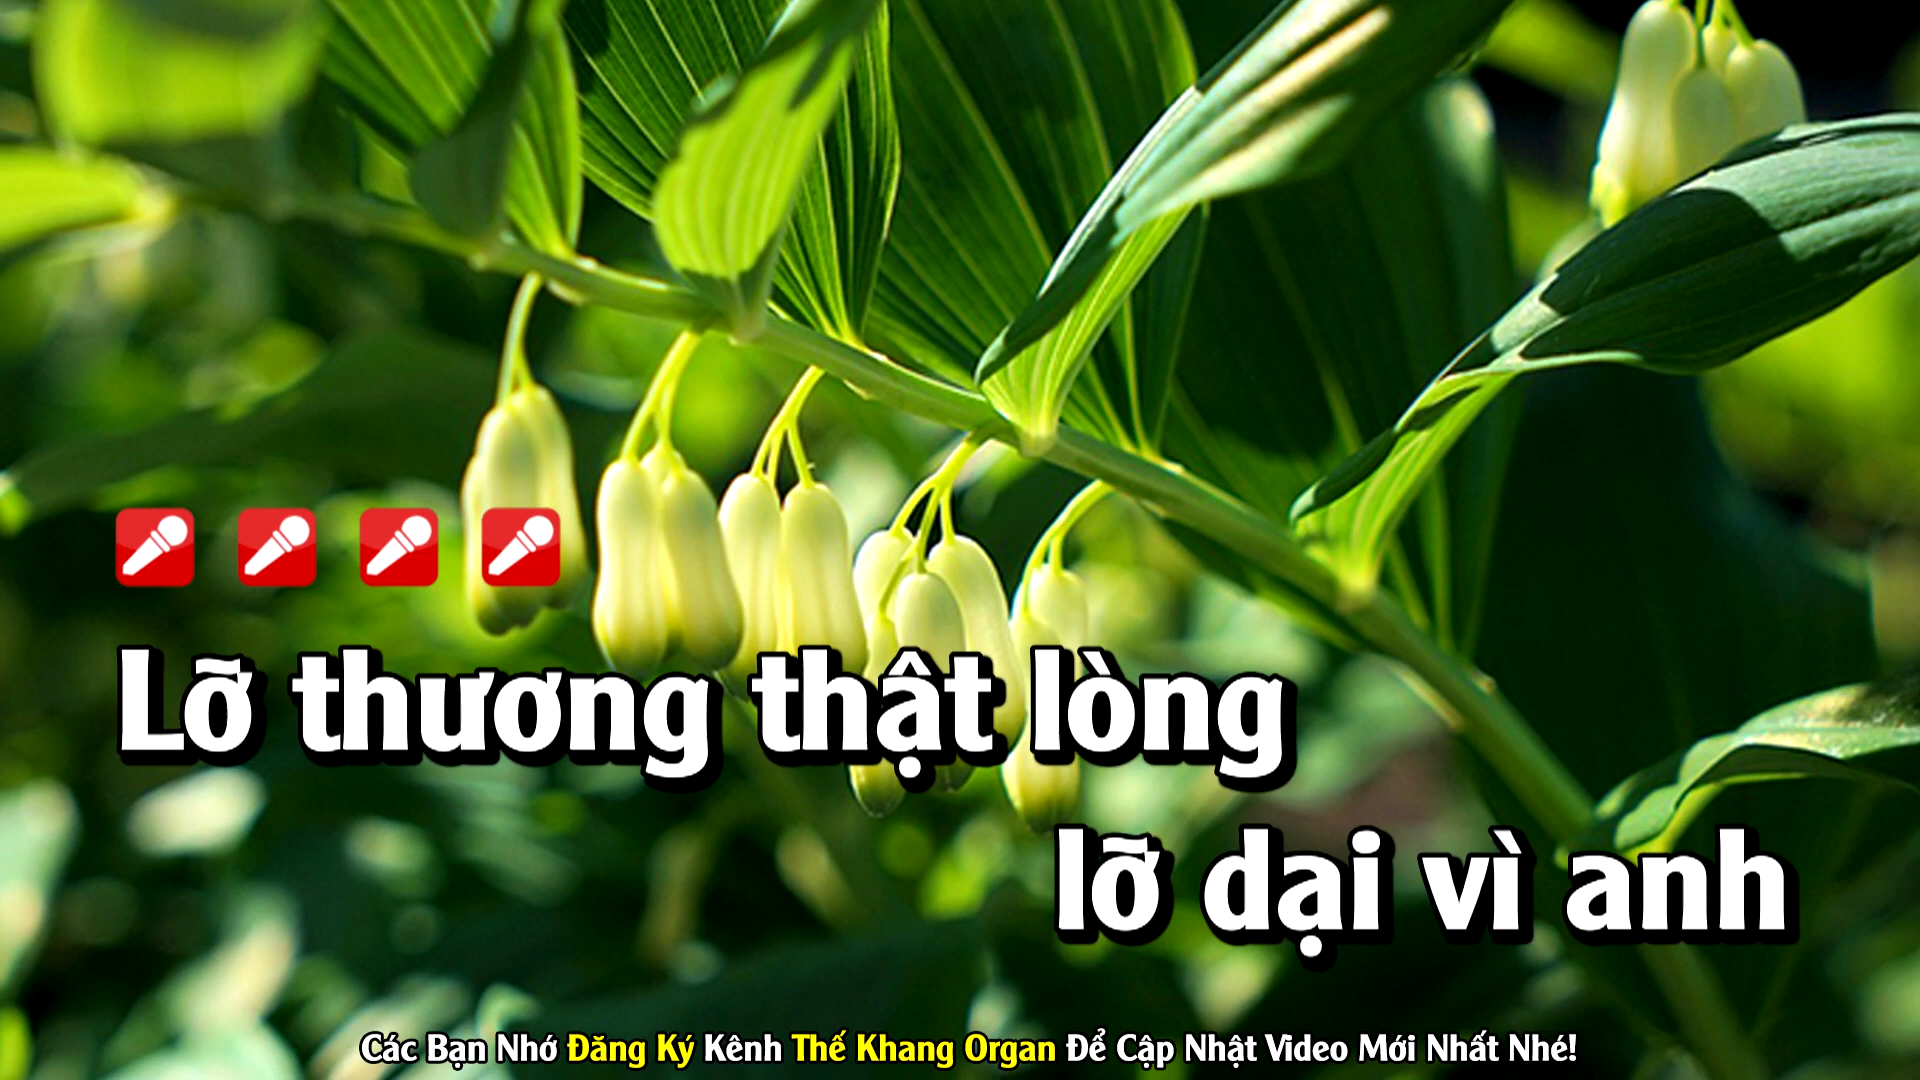 Lỡ thương thật lòng
lỡ dại vì anh
Các Bạn Nhớ Đăng Ký Kênh Thế Khang Organ Để Cập Nhật Video Mới Nhất Nhé!